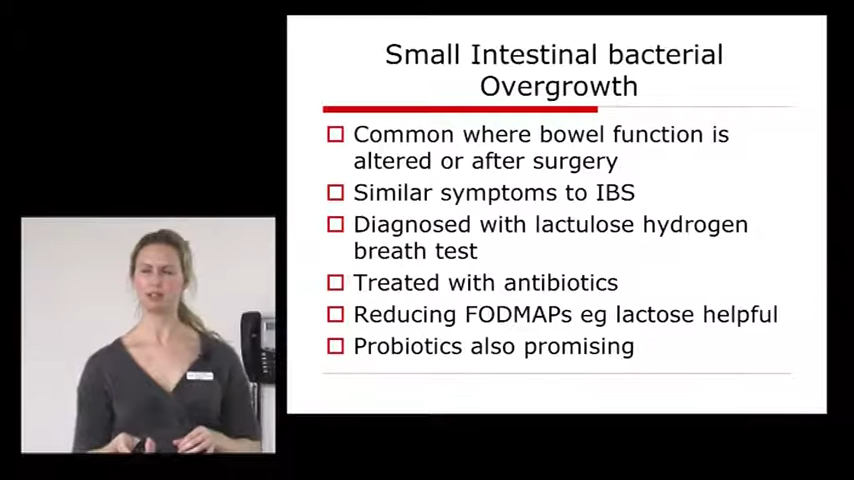 Small Intestinal bacterial
Overgrowth
Common where bowel function is
altered or after surgery
Similar symptoms to IBS
Diagnosed with lactulose hydrogen
breath test
Treated with antibiotics
Reducing FODMAPs eg lactose helpful
Probiotics also promising